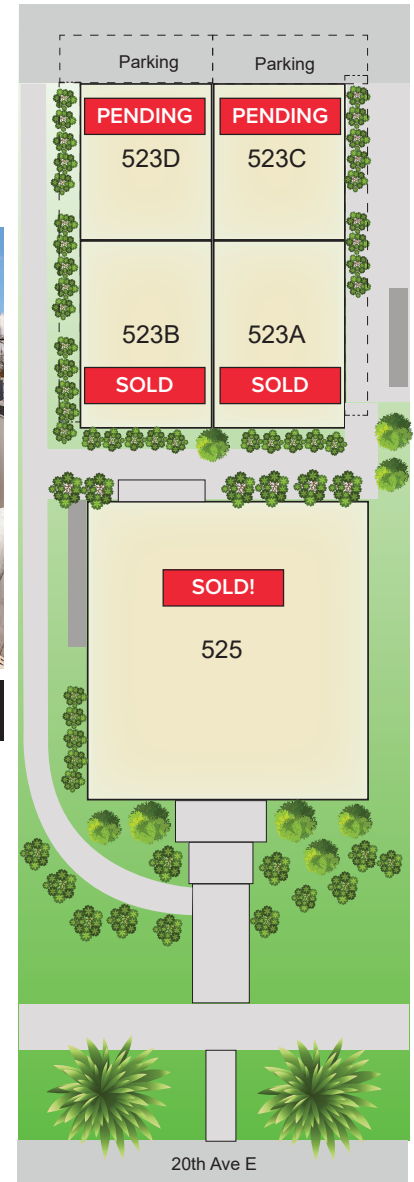 Parking
Parking
PENDING
PENDING
523D
523C
523B
523A
SOLD
SOLD
SOLD!
525
20th Ave E